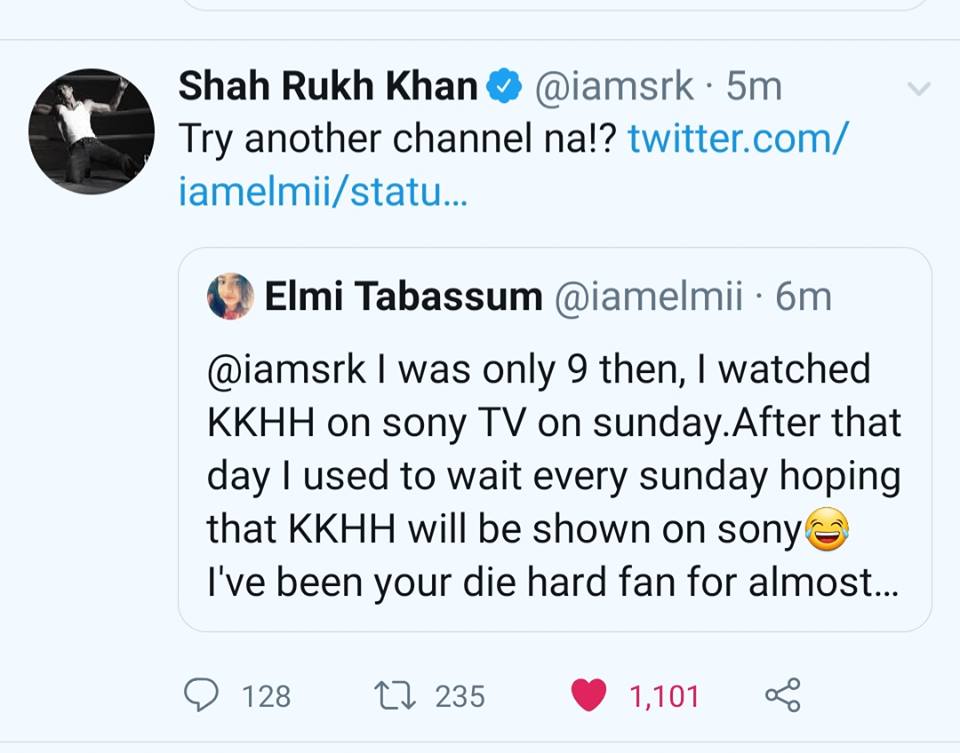 Shah Rukh Khan @iamsrk · 5m
Try another channel na!? twitter.com/
iamelmii/statu...
Elmi Tabassum @iamelmii · 6m
@iamsrk I was only 9 then, I watched
KKHH on sony TV on sunday.After that
day I used to wait every sunday hoping
that KKHH will be shown on sony😂
I've been your die hard fan for almost...
128 235 1,101